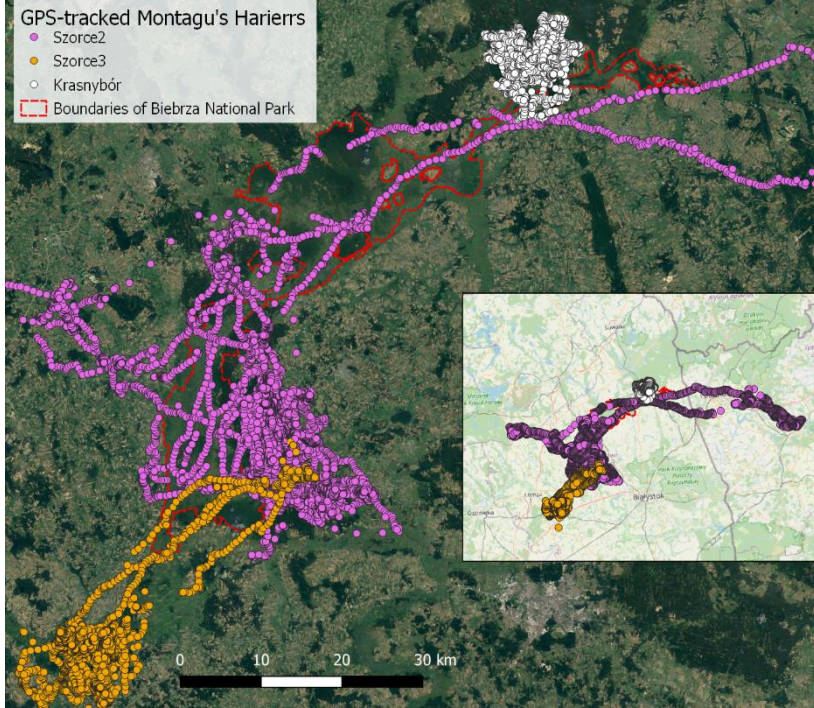 GPS-tracked Montagu's Harierrs
Szorce2
Szorce3
Krasnybór
Boundaries of Biebrza National Park
Suwałki
Łomża
Białystok
Ostrołęka
0 10 20 30 km